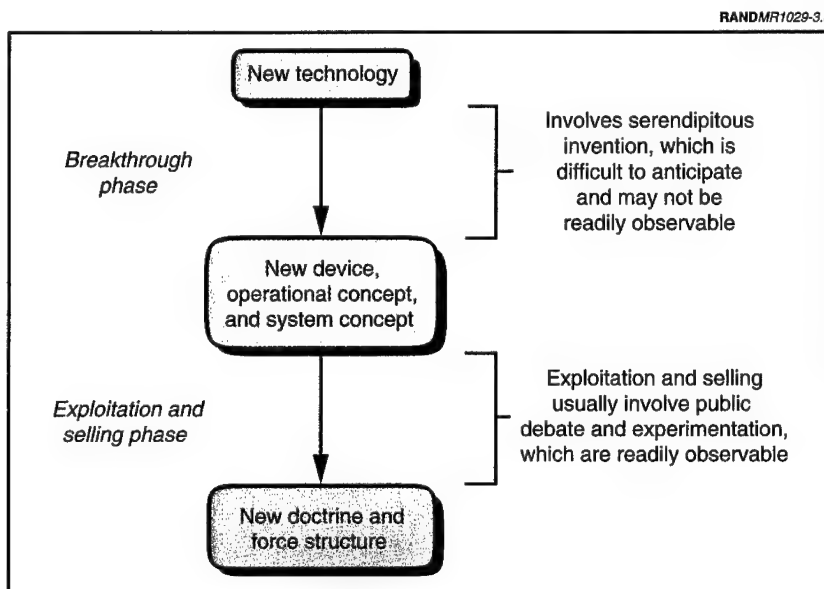 RANDMR1029-3.
New technology
Breakthrough
phase
Involves serendipitous
invention, which is
difficult to anticipate
and may not be
readily observable
New device,
operational concept,
and system concept
Exploitation and
selling phase
Exploitation and selling
usually involve public
debate and experimentation,
which are readily observable
New doctrine and
force structure